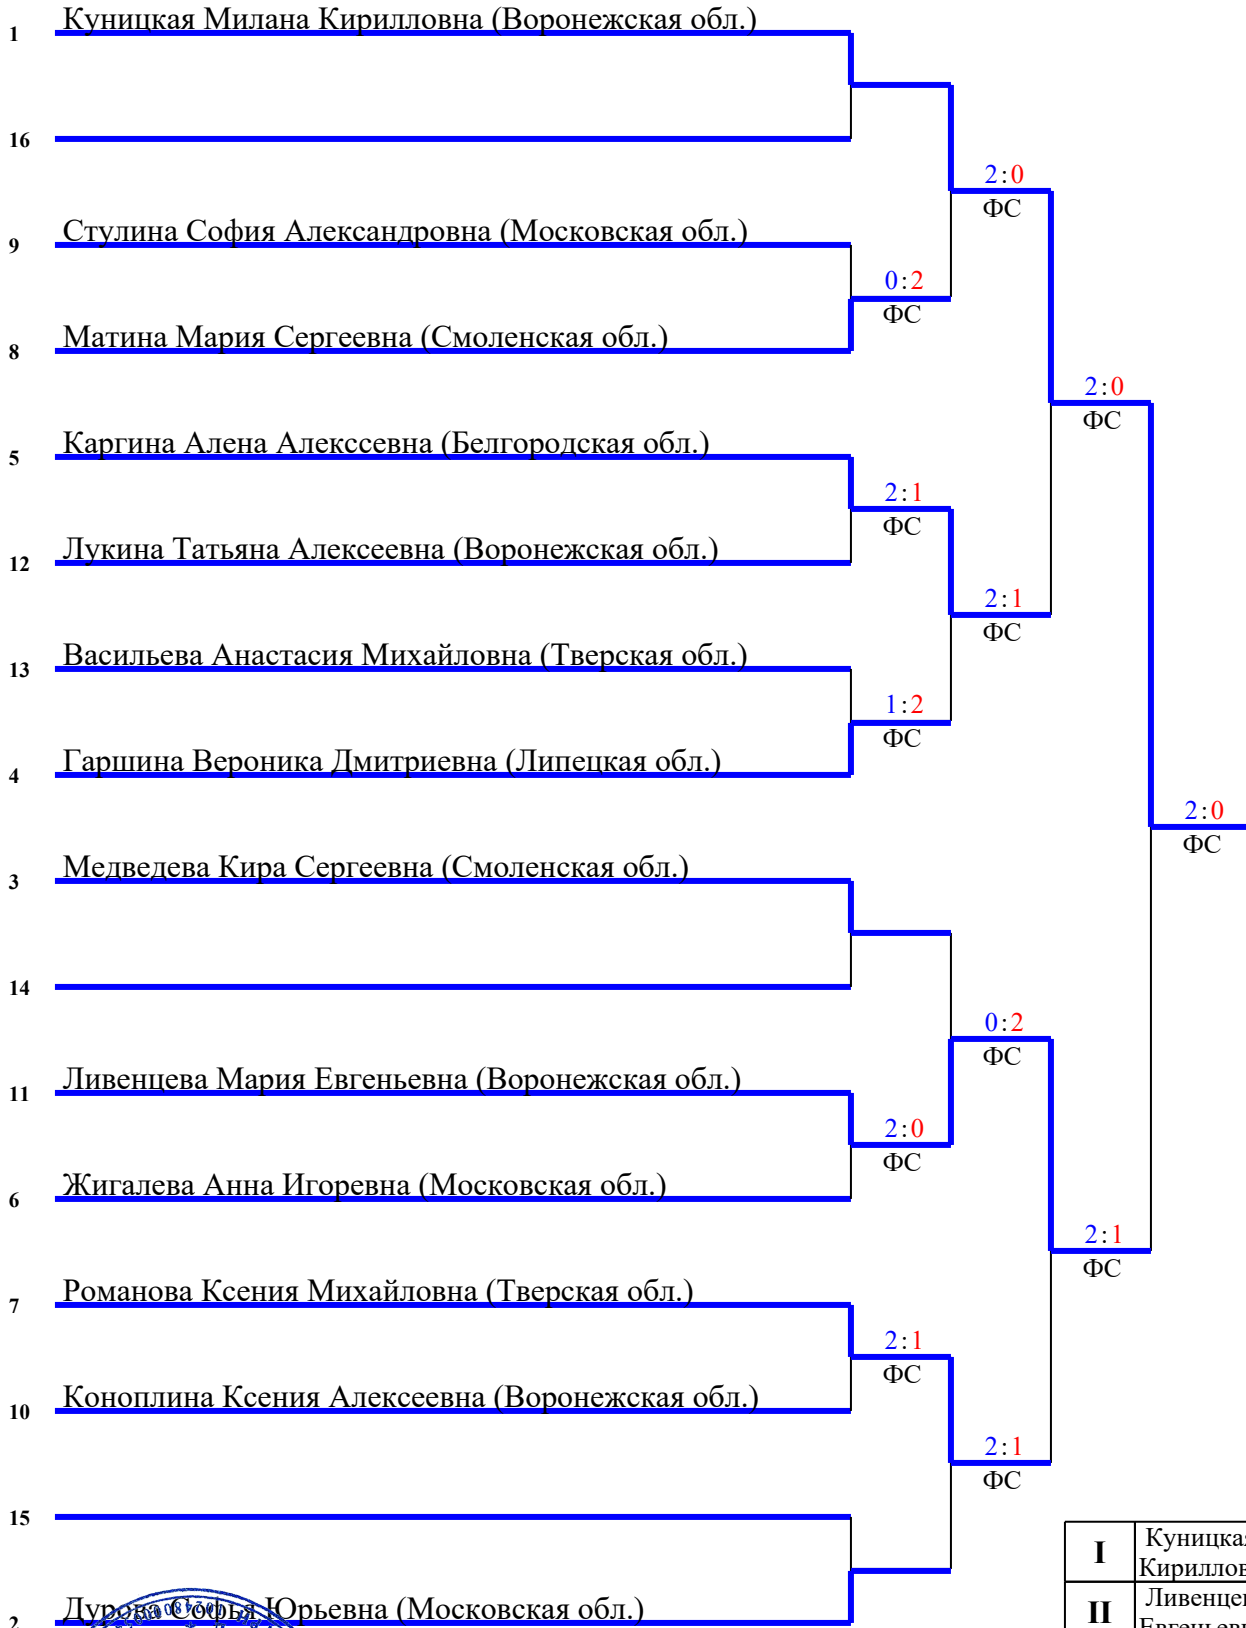 1 Куницкая Милана Кирилловна (Воронежская обл.)
16
2:0
ФС
9 Стулина София Александровна (Московская обл.)
0:2
ФС
8 Матина Мария Сергеевна (Смоленская обл.)
2:0
ФС
5 Каргина Алена Алекссевна (Белгородская обл.)
2:1
ФС
12 Лукина Татьяна Алексеевна (Воронежская обл.)
2:1
ФС
13 Васильева Анастасия Михайловна (Тверская обл.)
1:2
ФС
4 Гаршина Вероника Дмитриевна (Липецкая обл.)
2:0
ФС
3 Медведева Кира Сергеевна (Смоленская обл.)
14
0:2
ФС
11 Ливенцева Мария Евгеньевна (Воронежская обл.)
2:0
ФС
6 Жигалева Анна Игоревна (Московская обл.)
2:1
ФС
7 Романова Ксения Михайловна (Тверская обл.)
2:1
ФС
10 Коноплина Ксения Алексеевна (Воронежская обл.)
2:1
ФС
15
I Куницкая
Кириллов
2 Дурова Софья Юрьевна (Московская обл.)
II Ливенцев